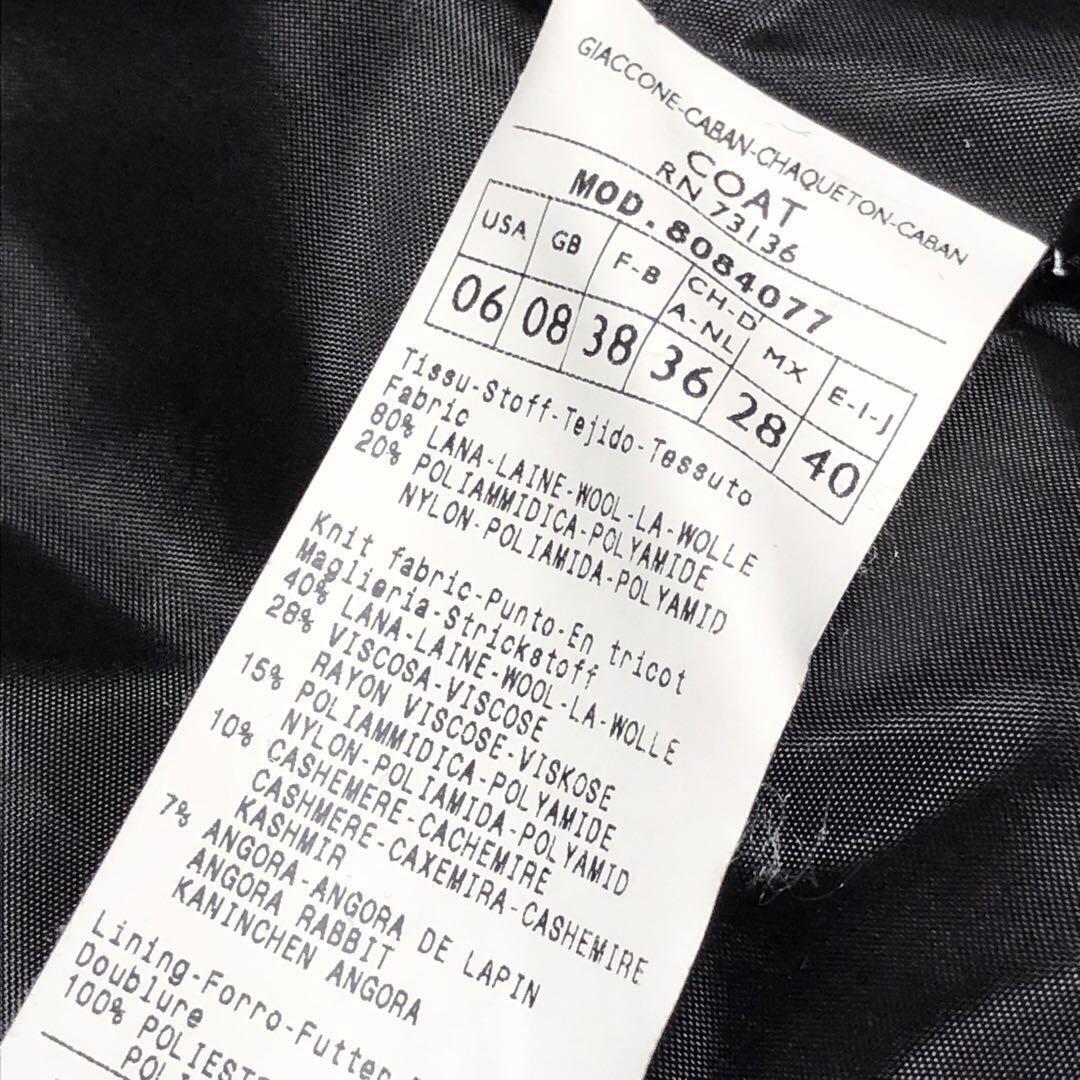 GIACCONE-CABAN-CHAQUETON-CABAN
COAT
RN 73136
MOD. 8084077
USA GB F-B CH-D A-NL MX E-I-J
06 08 38 36 28 40
Tissu-Stoff-Tejido-Tessuto
Fabric
80% LANA-LAINE-WOOL-LA-WOLLE
20% POLIAMMIDICA-POLYAMIDE
NYLON-POLIAMIDA-POLYAMID
Knit fabric-Punto-En tricot
Maglieria-Strickstoff
40% LANA-LAINE-WOOL-LA-WOLLE
28% VISCOSA-VISCOSE
RAYON VISCOSE-VISKOSE
15% POLIAMMIDICA-POLYAMIDE
NYLON-POLIAMIDA-POLYAMID
10% CASHEMERE-CACHEMIRE
CASHMERE-CAXEMIRA-CASHEMIRE
KASHMIR
7% ANGORA-ANGORA DE LAPIN
ANGORA RABBIT
KANINCHEN ANGORA
Lining-Forro-Futter
Doublure
100%